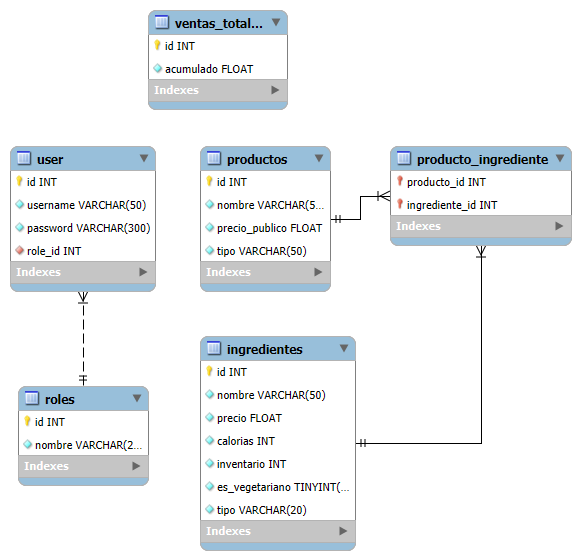 ventas_total...
id INT
acumulado FLOAT
Indexes
user
id INT
username VARCHAR(50)
password VARCHAR(300)
role_id INT
Indexes
productos
id INT
nombre VARCHAR(5...
precio_publico FLOAT
tipo VARCHAR(50)
Indexes
producto_ingrediente
producto_id INT
ingrediente_id INT
Indexes
roles
id INT
nombre VARCHAR(2...
Indexes
ingredientes
id INT
nombre VARCHAR(50)
precio FLOAT
calorias INT
inventario INT
es_vegetariano TINYINT(...
tipo VARCHAR(20)
Indexes